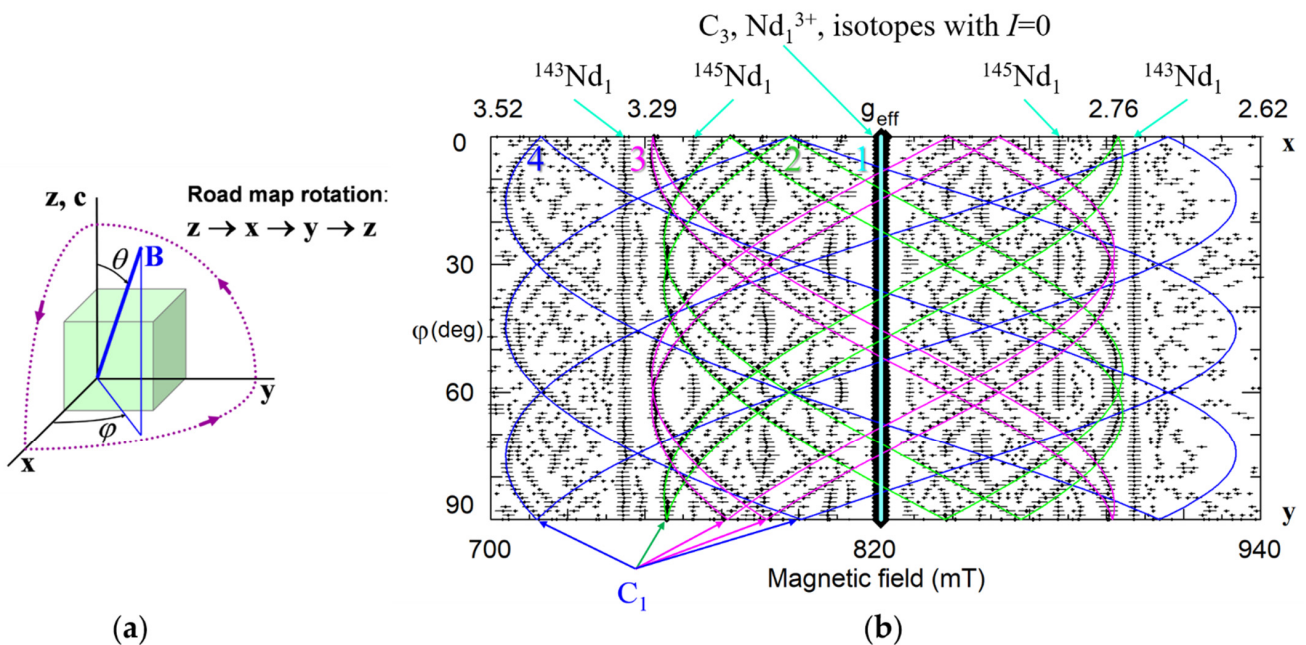 z, c
Road map rotation:
z → x → y → z
θ
B
y
φ
x
(a)
C₃, Nd₁³⁺, isotopes with I=0
¹⁴³Nd₁
¹⁴⁵Nd₁
¹⁴⁵Nd₁
¹⁴³Nd₁
3.52
3.29
g_eff
2.76
2.62
0
4
3
2
1
x
30
φ(deg)
60
90
y
700
820
940
Magnetic field (mT)
C₁
(b)